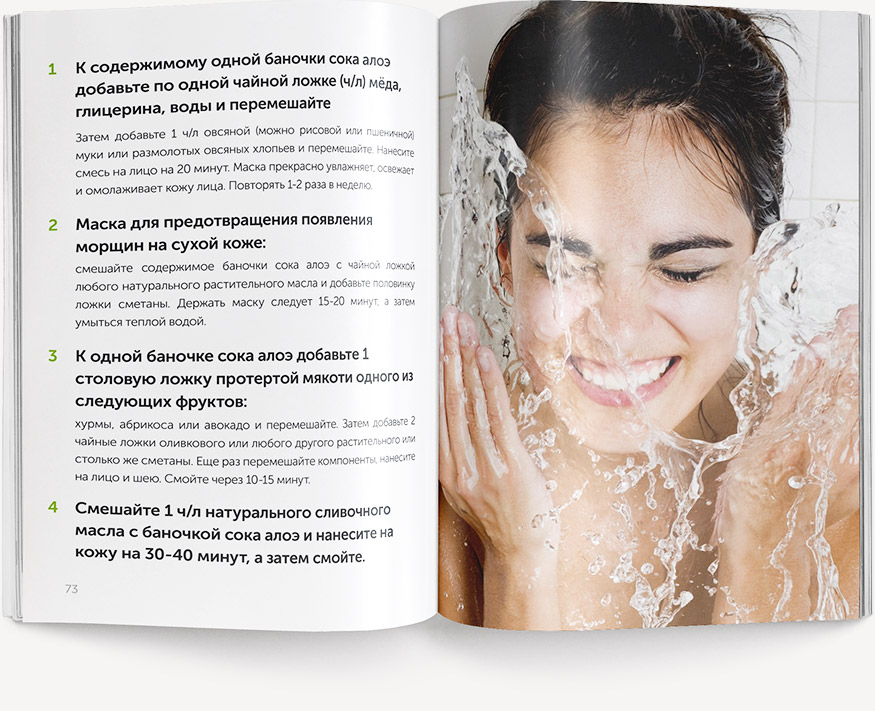 1 К содержимому одной баночки сока алоэ
добавьте по одной чайной ложке (ч/л) мёда,
глицерина, воды и перемешайте
Затем добавьте 1 ч/л овсяной (можно рисовой или пшеничной)
муки или размолотых овсяных хлопьев и перемешайте. Нанесите
смесь на лицо на 20 минут. Маска прекрасно увлажняет, освежает
и омолаживает кожу лица. Повторять 1-2 раза в неделю.
2 Маска для предотвращения появления
морщин на сухой коже:
смешайте содержимое баночки сока алоэ с чайной ложкой
любого натурального растительного масла и добавьте половинку
ложки сметаны. Держать маску следует 15-20 минут, а затем
умыться теплой водой.
3 К одной баночке сока алоэ добавьте 1
столовую ложку протертой мякоти одного из
следующих фруктов:
хурмы, абрикоса или авокадо и перемешайте. Затем добавьте 2
чайные ложки оливкового или любого другого растительного или
столько же сметаны. Еще раз перемешайте компоненты, нанесите
на лицо и шею. Смойте через 10-15 минут.
4 Смешайте 1 ч/л натурального сливочного
масла с баночкой сока алоэ и нанесите на
кожу на 30-40 минут, а затем смойте.
73